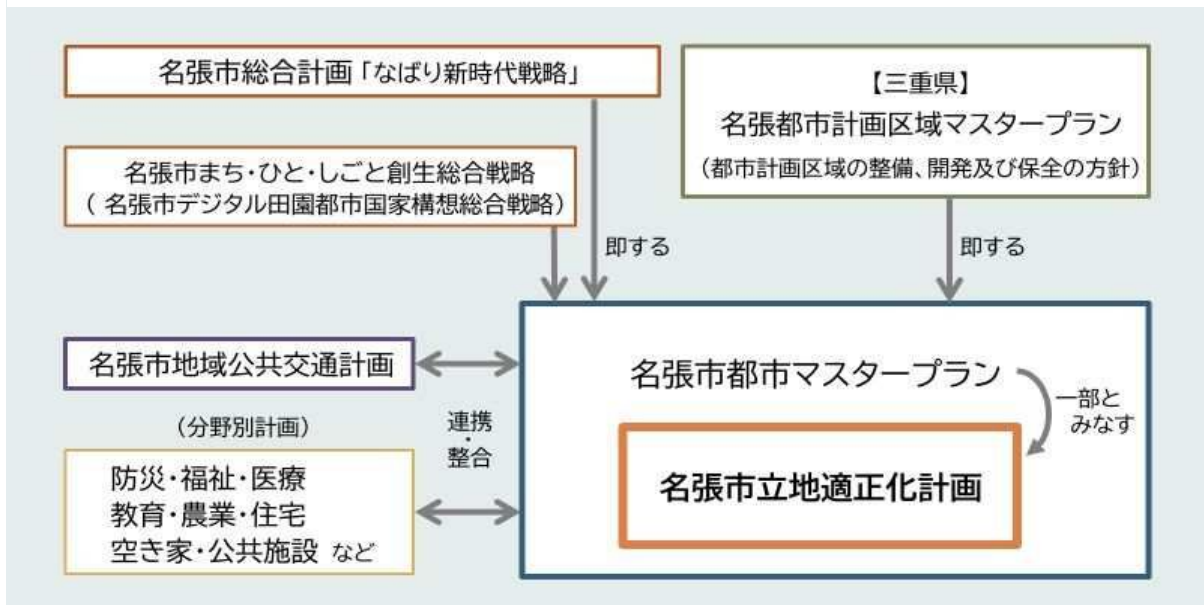 名張市総合計画「なばり新時代戦略」
【三重県】
名張都市計画区域マスタープラン
（都市計画区域の整備、開発及び保全の方針）
名張市まち・ひと・しごと創生総合戦略
（ 名張市デジタル田園都市国家構想総合戦略）
即する
即する
名張市地域公共交通計画
名張市都市マスタープラン
一部と
みなす
（分野別計画）
連携
・
整合
防災・福祉・医療
教育・農業・住宅
空き家・公共施設 など
名張市立地適正化計画